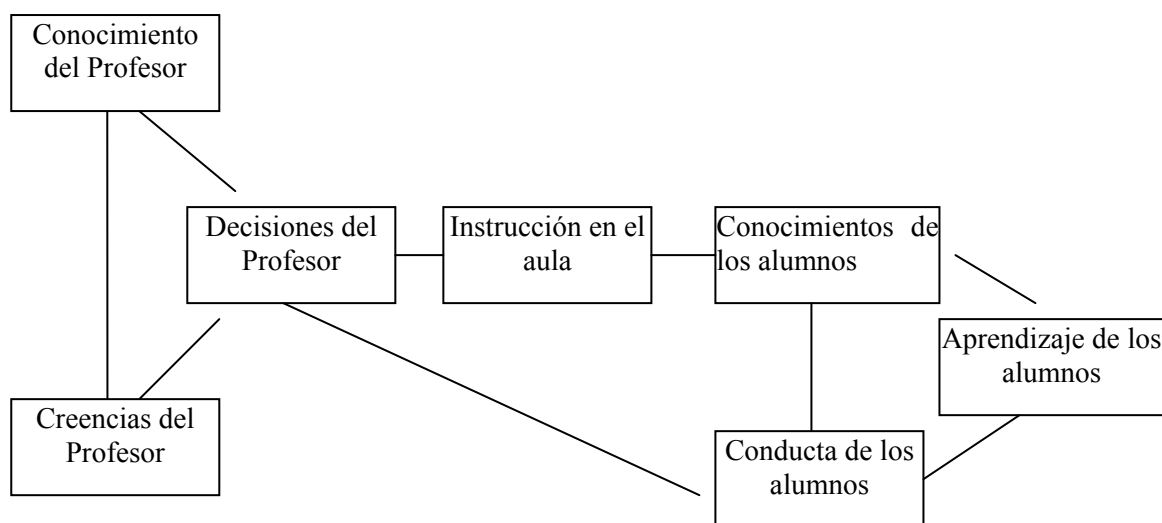 Conocimiento
del Profesor
Decisiones del
Profesor
Instrucción en el
aula
Conocimientos de
los alumnos
Aprendizaje de los
alumnos
Creencias del
Profesor
Conducta de los
alumnos